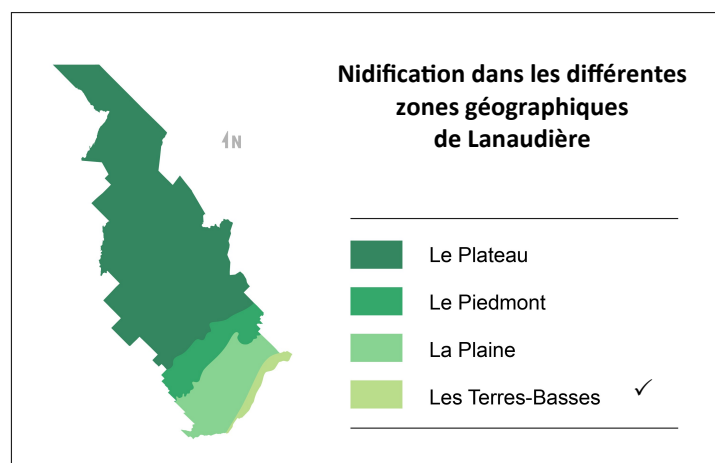 Nidification dans les différentes
zones géographiques
de Lanaudière
N
Le Plateau
Le Piedmont
La Plaine
Les Terres-Basses ✓